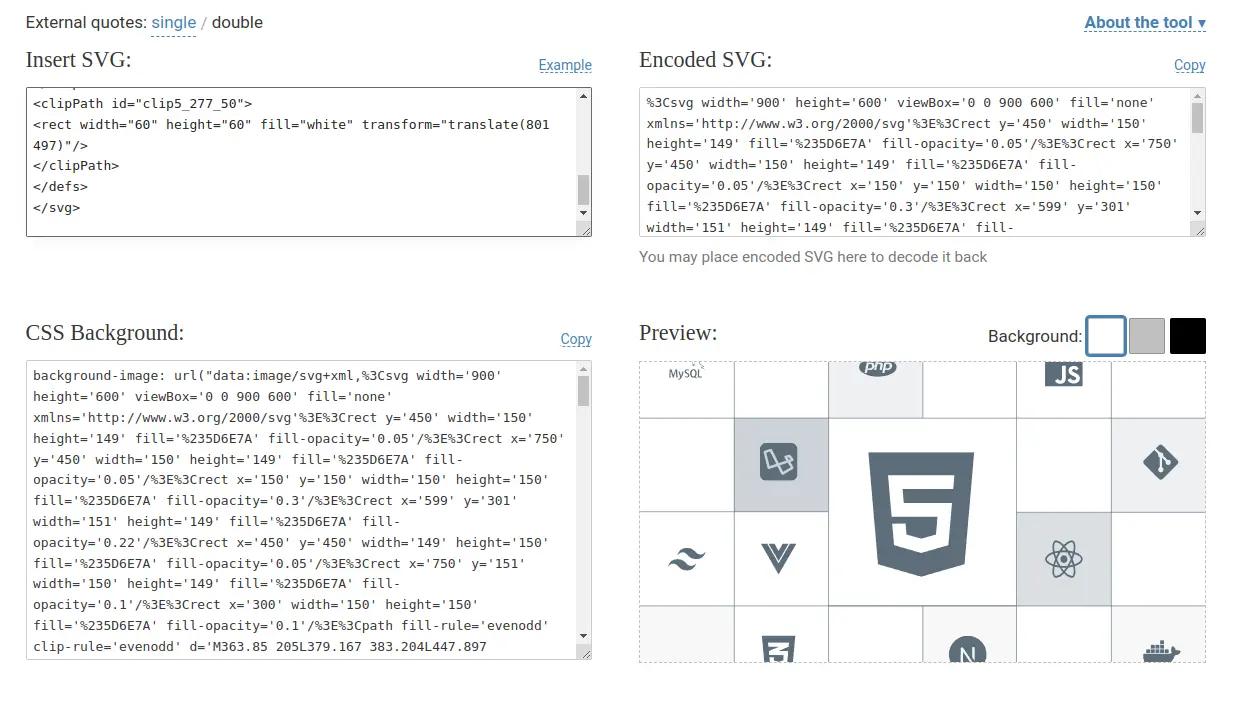 External quotes: single / double
About the tool ▾
Insert SVG:
Example
<clipPath id="clip5_277_50">
<rect width="60" height="60" fill="white" transform="translate(801
497)"/>
</clipPath>
</defs>
</svg>
Encoded SVG:
Copy
%3Csvg width='900' height='600' viewBox='0 0 900 600' fill='none'
xmlns='http://www.w3.org/2000/svg'%3E%3Crect y='450' width='150'
height='149' fill='%235D6E7A' fill-opacity='0.05'/%3E%3Crect x='750'
y='450' width='150' height='149' fill='%235D6E7A' fill-
opacity='0.05'/%3E%3Crect x='150' y='150' width='150' height='150'
fill='%235D6E7A' fill-opacity='0.3'/%3E%3Crect x='599' y='301'
width='151' height='149' fill='%235D6E7A' fill-
You may place encoded SVG here to decode it back
CSS Background:
Copy
background-image: url("data:image/svg+xml,%3Csvg width='900'
height='600' viewBox='0 0 900 600' fill='none'
xmlns='http://www.w3.org/2000/svg'%3E%3Crect y='450' width='150'
height='149' fill='%235D6E7A' fill-opacity='0.05'/%3E%3Crect x='750'
y='450' width='150' height='149' fill='%235D6E7A' fill-
opacity='0.05'/%3E%3Crect x='150' y='150' width='150' height='150'
fill='%235D6E7A' fill-opacity='0.3'/%3E%3Crect x='599' y='301'
width='151' height='149' fill='%235D6E7A' fill-
opacity='0.22'/%3E%3Crect x='450' y='450' width='149' height='150'
fill='%235D6E7A' fill-opacity='0.05'/%3E%3Crect x='750' y='151'
width='150' height='149' fill='%235D6E7A' fill-
opacity='0.1'/%3E%3Crect x='300' width='150' height='150'
fill='%235D6E7A' fill-opacity='0.1'/%3E%3Cpath fill-rule='evenodd'
clip-rule='evenodd' d='M363.85 205L379.167 383.204L447.897
Preview:
Background:
MySQL
php
JS
5
N